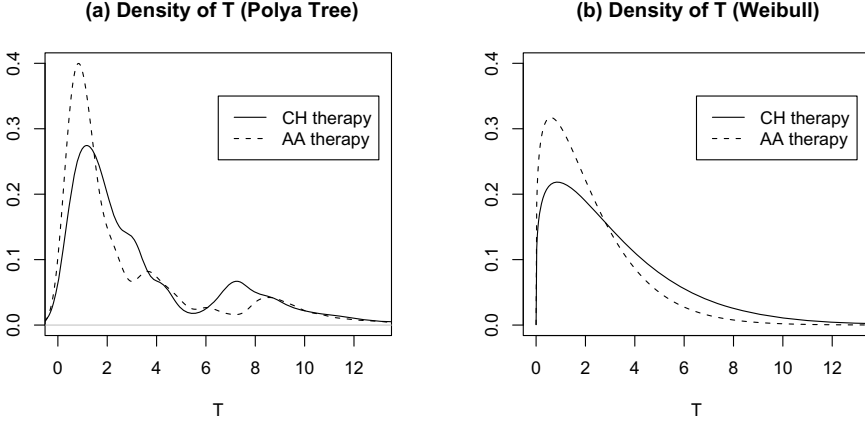 (a) Density of T (Polya Tree)
0.4
0.3
0.2
0.1
0.0
CH therapy
AA therapy
0 2 4 6 8 10 12
T
(b) Density of T (Weibull)
0.4
0.3
0.2
0.1
0.0
CH therapy
AA therapy
0 2 4 6 8 10 12
T